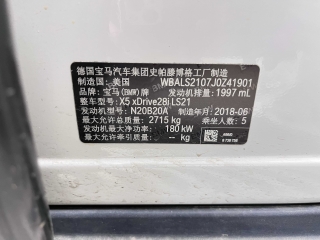 德国宝马汽车集团史帕滕博格工厂制造
制造国：美国 WBALS2107J0Z41901
品牌：宝马(BMW) 发动机排量：1997 mL
整车型号：X5 xDrive28i LS21
发动机型号：N20B20A 制造年月：2018-06
最大允许总质量：2715 kg 乘坐人数：5
发动机最大净功率：180 kW
最大允许牵引质量：-- kg